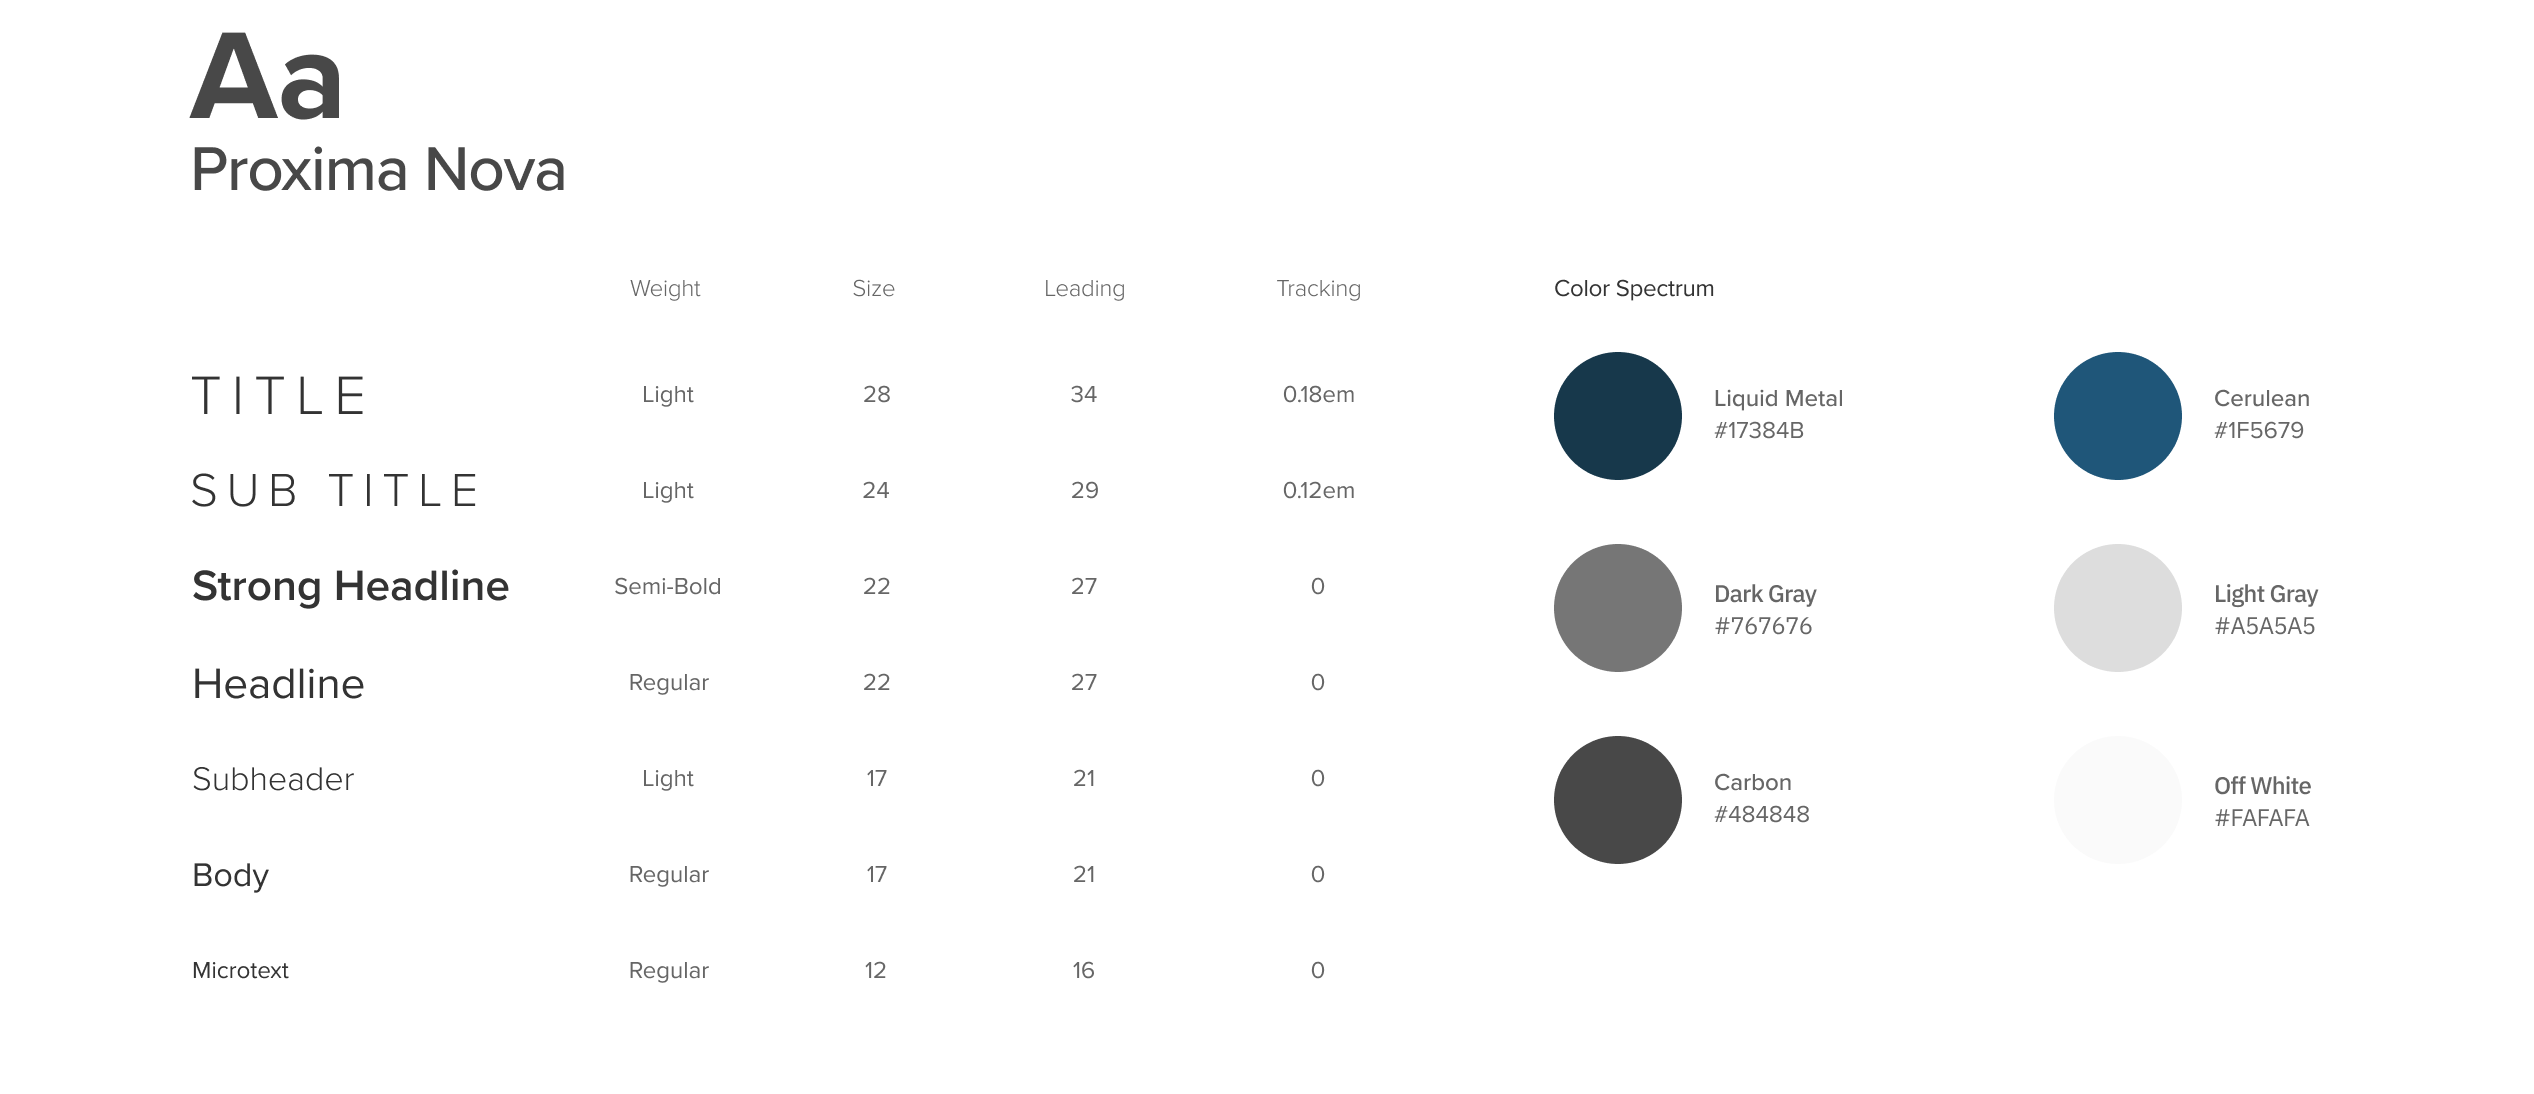 Aa
Proxima Nova
Weight Size Leading Tracking
TITLE Light 28 34 0.18em
SUB TITLE Light 24 29 0.12em
Strong Headline Semi-Bold 22 27 0
Headline Regular 22 27 0
Subheader Light 17 21 0
Body Regular 17 21 0
Microtext Regular 12 16 0
Color Spectrum
Liquid Metal
#17384B
Cerulean
#1F5679
Dark Gray
#767676
Light Gray
#A5A5A5
Carbon
#484848
Off White
#FAFAFA